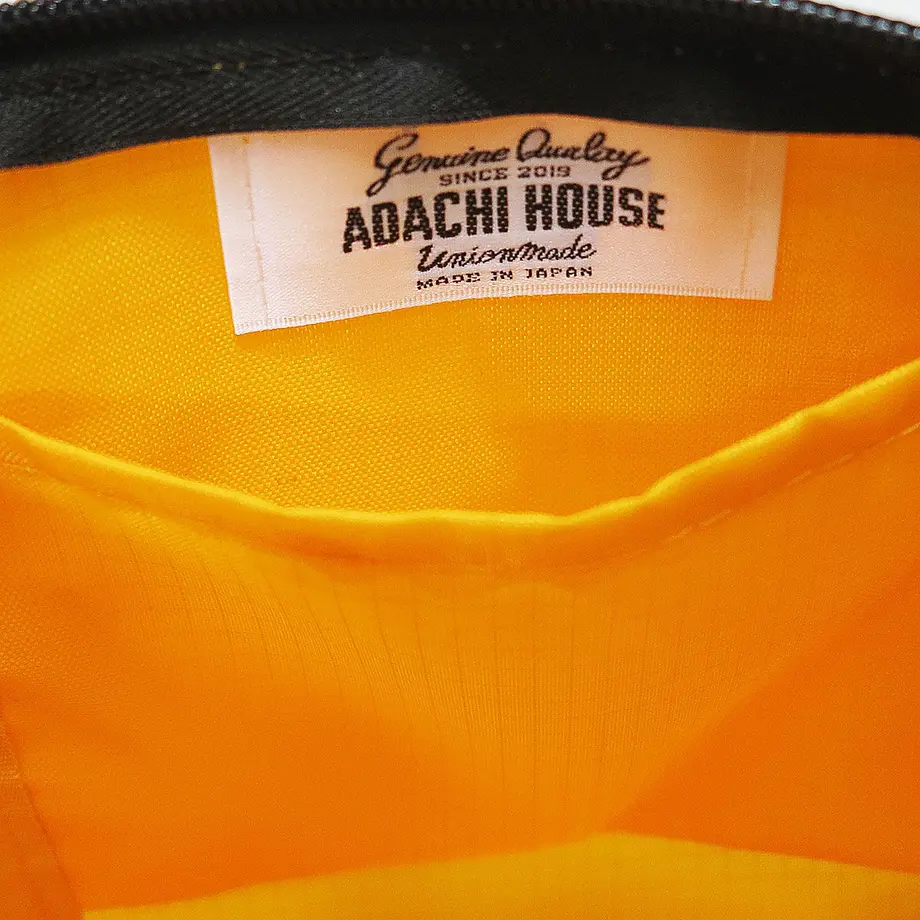 Genuine Quality
SINCE 2019
ADACHI HOUSE
Unionmade
MADE IN JAPAN